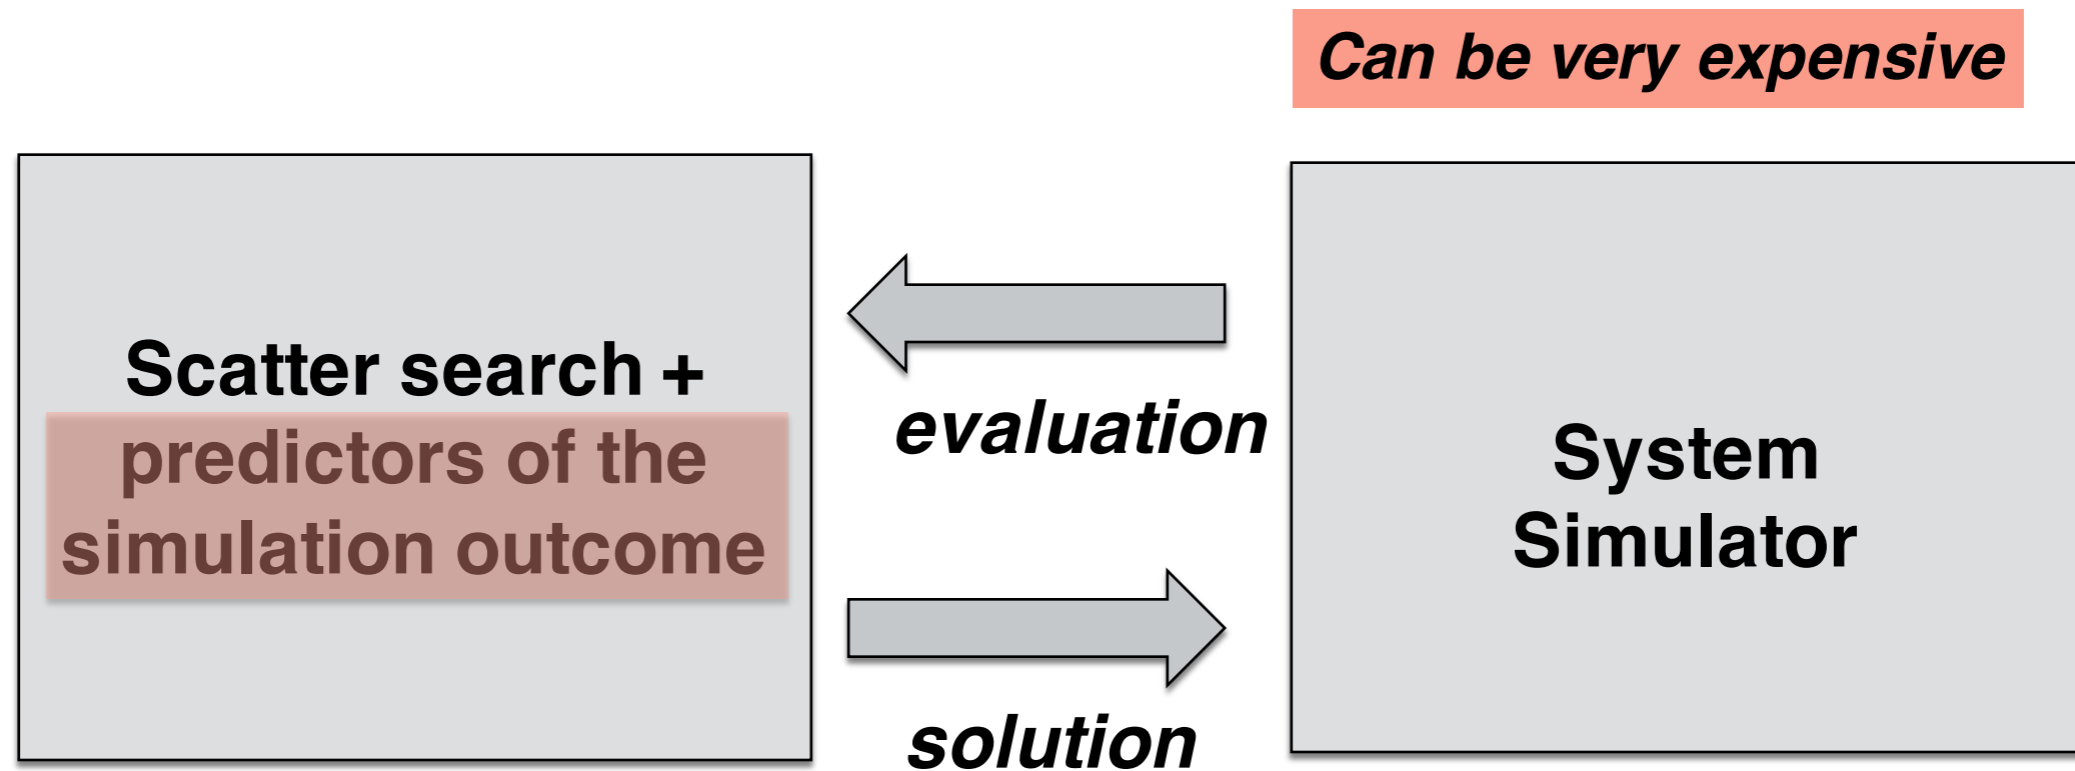 Can be very expensive
Scatter search +
predictors of the
simulation outcome
evaluation
solution
System
Simulator